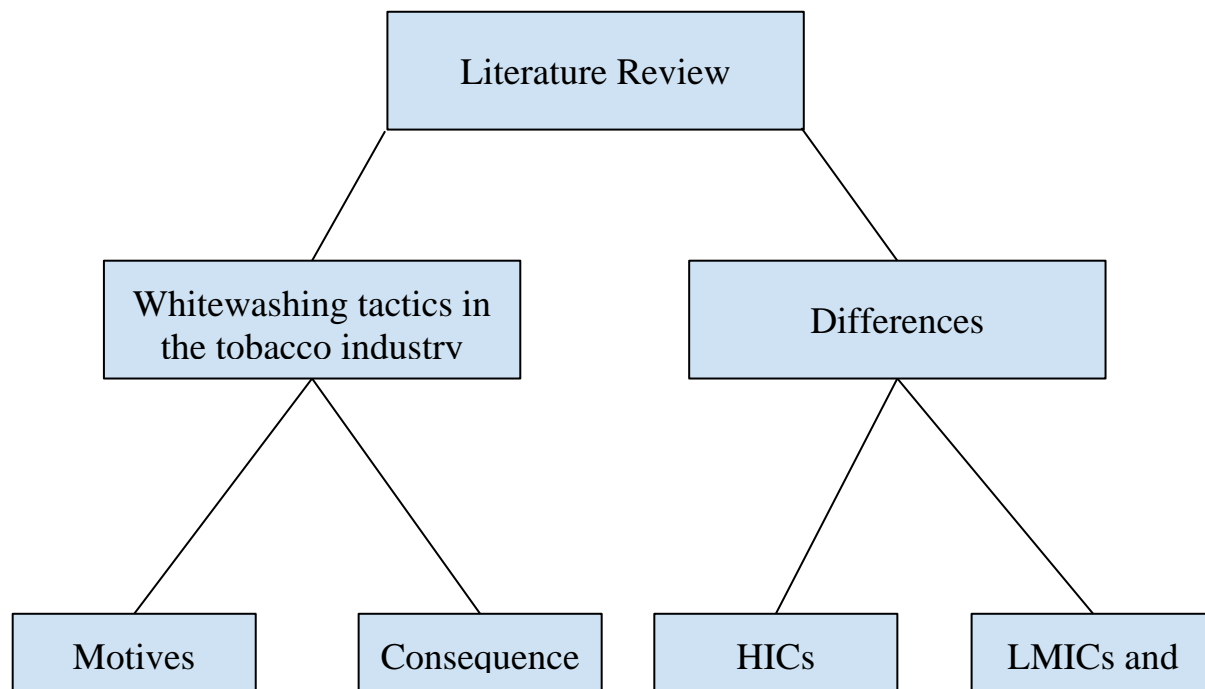 Literature Review
Whitewashing tactics in
the tobacco industry
Differences
Motives
Consequence
HICs
LMICs and